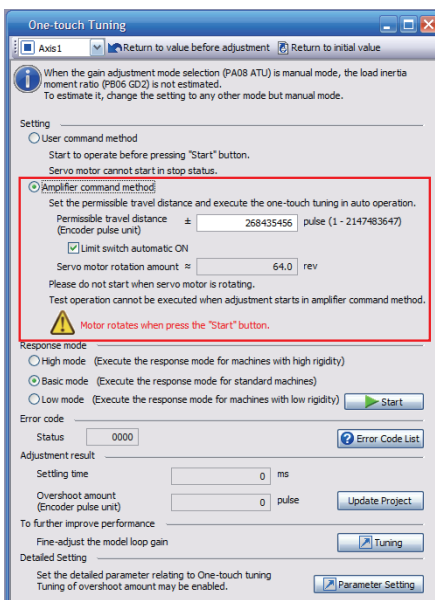 One-touch Tuning
Axis1 Return to value before adjustment Return to initial value
When the gain adjustment mode selection (PA08 ATU) is manual mode, the load inertia
moment ratio (PB06 GD2) is not estimated.
To estimate it, change the setting to any other mode but manual mode.
Setting
User command method
Start to operate before pressing "Start" button.
Servo motor cannot start in stop status.
Amplifier command method
Set the permissible travel distance and execute the one-touch tuning in auto operation.
Permissible travel distance
(Encoder pulse unit)
± 268435456 pulse (1 - 2147483647)
Limit switch automatic ON
Servo motor rotation amount ≈ 64.0 rev
Please do not start when servo motor is rotating.
Test operation cannot be executed when adjustment starts in amplifier command method.
Motor rotates when press the "Start" button.
Response mode
High mode (Execute the response mode for machines with high rigidity)
Basic mode (Execute the response mode for standard machines)
Low mode (Execute the response mode for machines with low rigidity) Start
Error code
Status 0000 Error Code List
Adjustment result
Settling time 0 ms
Overshoot amount
(Encoder pulse unit)
0 pulse Update Project
To further improve performance
Fine-adjust the model loop gain Tuning
Detailed Setting
Set the detailed parameter relating to One-touch tuning
Tuning of overshoot amount may be enabled.
Parameter Setting